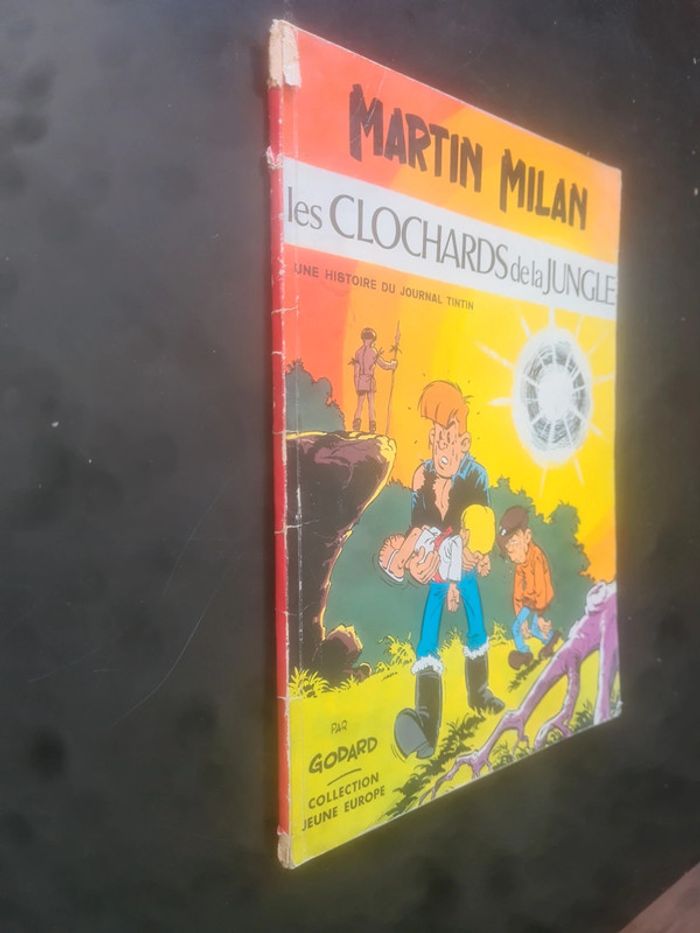 MARTIN MILAN
les CLOCHARDS de la JUNGLE
UNE HISTOIRE DU JOURNAL TINTIN
PAR
GODARD
COLLECTION
JEUNE EUROPE